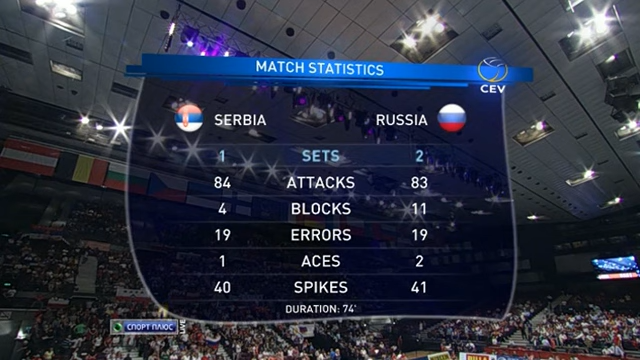 MATCH STATISTICS
CEV
SERBIA RUSSIA
1 SETS 2
84 ATTACKS 83
4 BLOCKS 11
19 ERRORS 19
1 ACES 2
40 SPIKES 41
DURATION: 74'
СПОРТ ПЛЮС LIVE